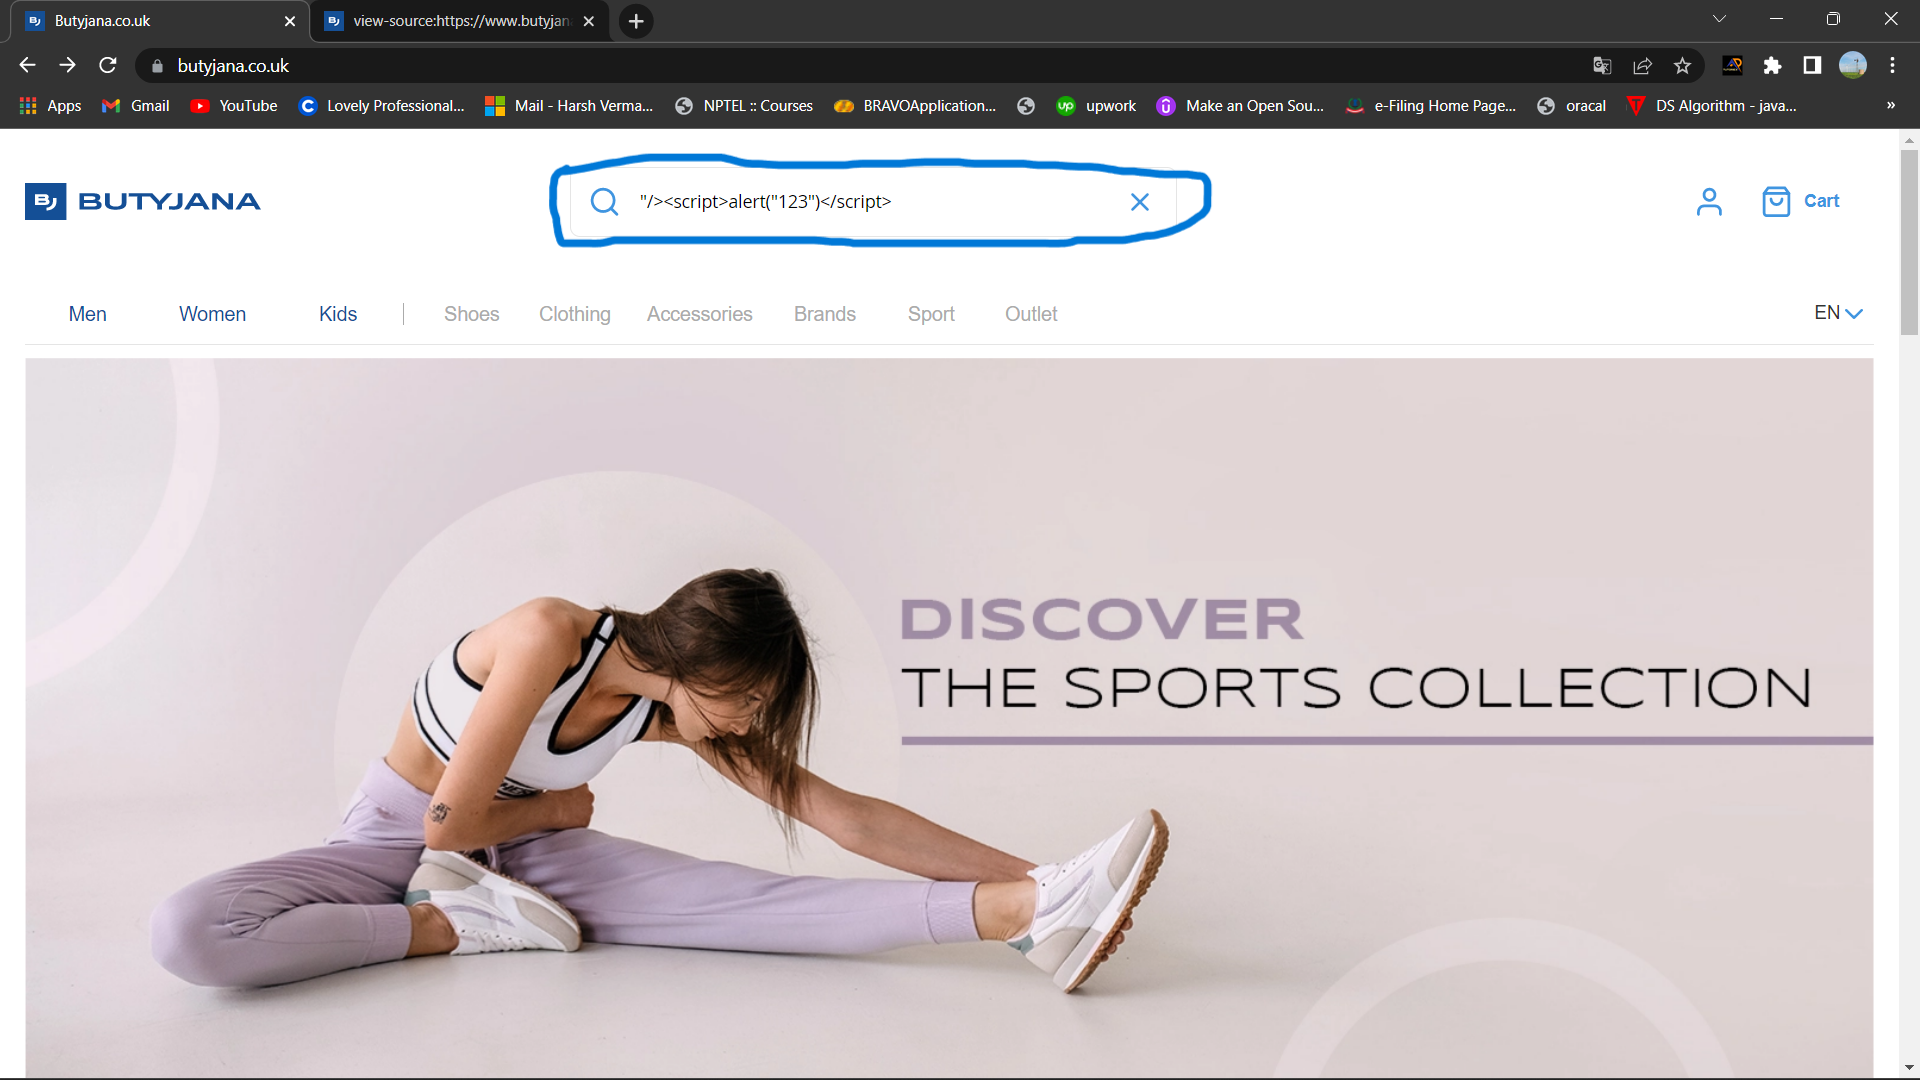 Butyjana.co.uk
view-source:https://www.butyjan
butyjana.co.uk
Apps Gmail YouTube Lovely Professional... Mail - Harsh Verma... NPTEL :: Courses BRAVOApplication... upwork Make an Open Sou... e-Filing Home Page... oracal DS Algorithm - java... »
BJ BUTYJANA
"/><script>alert("123")</script>
Cart
Men Women Kids Shoes Clothing Accessories Brands Sport Outlet
EN
DISCOVER
THE SPORTS COLLECTION